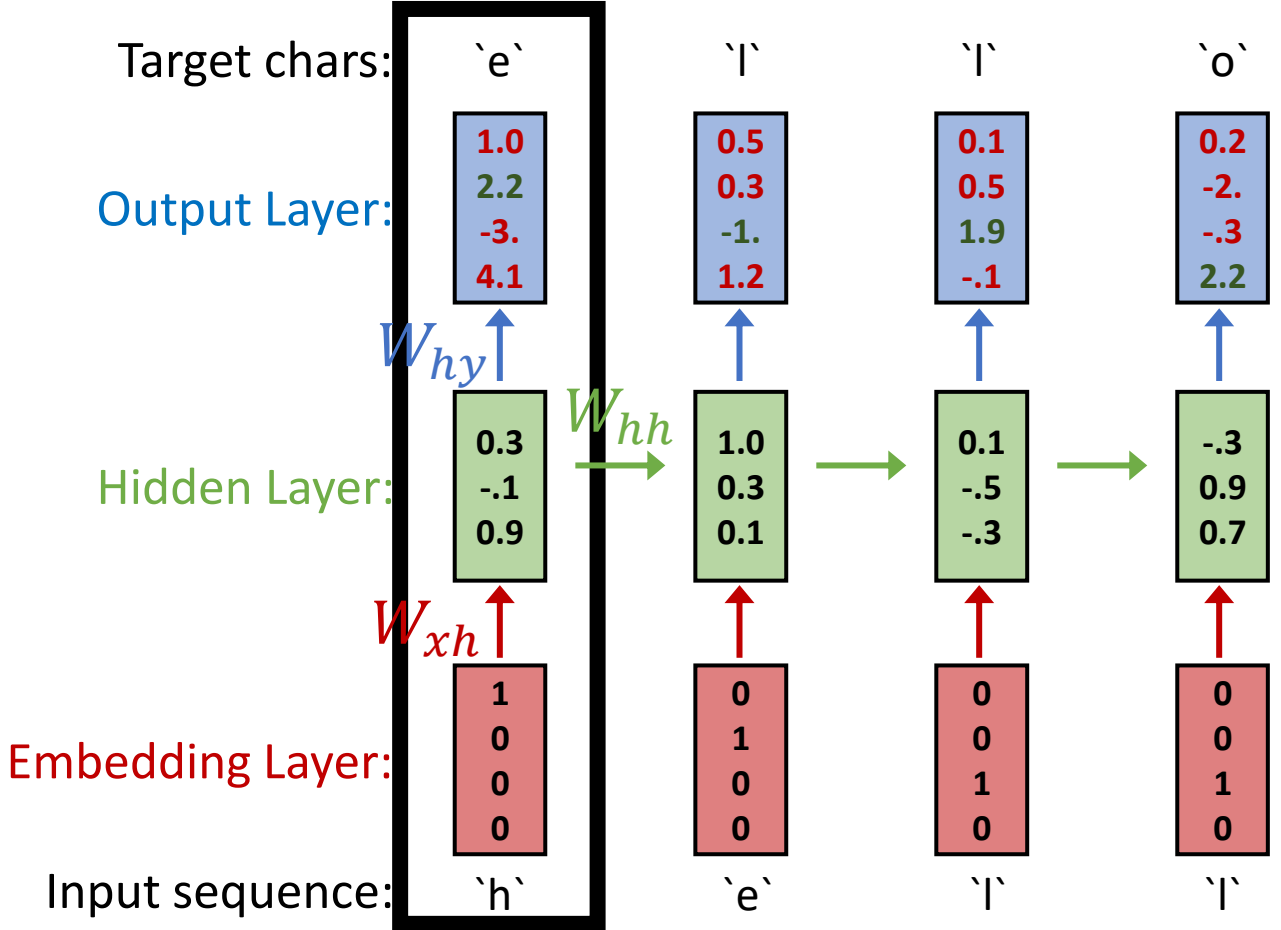 Target chars: `e` `l` `l` `o`
1.0 0.5 0.1 0.2
Output Layer: 2.2 0.3 0.5 -2.
-3. -1. 1.9 -.3
4.1 1.2 -.1 2.2
W_hy
W_hh
0.3 1.0 0.1 -.3
Hidden Layer: -.1 0.3 -.5 0.9
0.9 0.1 -.3 0.7
W_xh
1 0 0 0
0 1 0 0
Embedding Layer: 0 0 1 1
0 0 0 0
Input sequence: `h` `e` `l` `l`